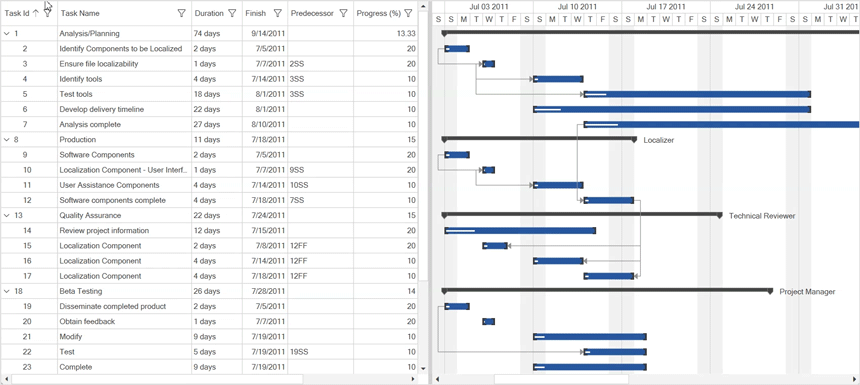 Task Id Task Name Duration Finish Predecessor Progress (%)
Jul 03 2011 Jul 10 2011 Jul 17 2011 Jul 24 2011 Jul 31 201
S S M T W T F S S M T W T F S S M T W T F S S M T W T F S S M T W T
1 Analysis/Planning 74 days 9/14/2011 13.33
2 Identify Components to be Localized 2 days 7/5/2011 20
3 Ensure file localizability 1 days 7/7/2011 2SS 20
4 Identify tools 4 days 7/14/2011 3SS 10
5 Test tools 18 days 8/1/2011 3SS 10
6 Develop delivery timeline 22 days 8/1/2011 10
7 Analysis complete 27 days 8/10/2011 10
8 Production 11 days 7/18/2011 15 Localizer
9 Software Components 2 days 7/5/2011 20
10 Localization Component - User Interf... 1 days 7/7/2011 9SS 20
11 User Assistance Components 4 days 7/14/2011 10SS 10
12 Software components complete 4 days 7/18/2011 7SS 10
13 Quality Assurance 22 days 7/24/2011 15 Technical Reviewer
14 Review project information 12 days 7/15/2011 20
15 Localization Component 2 days 7/8/2011 12FF 20
16 Localization Component 4 days 7/14/2011 12FF 10
17 Localization Component 4 days 7/18/2011 12FF 10
18 Beta Testing 26 days 7/28/2011 14 Project Manager
19 Disseminate completed product 2 days 7/5/2011 20
20 Obtain feedback 1 days 7/7/2011 20
21 Modify 9 days 7/19/2011 10
22 Test 5 days 7/19/2011 19SS 10
23 Complete 9 days 7/19/2011 10